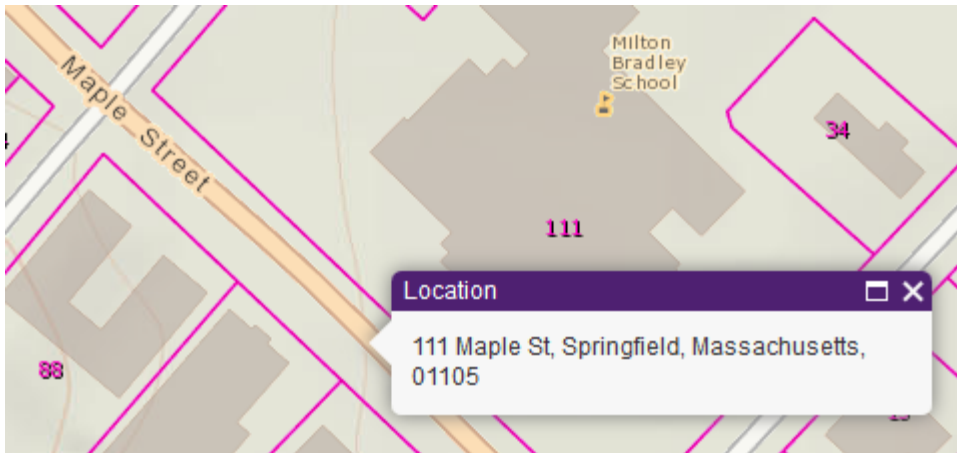 Milton
Bradley
School
Maple Street
34
111
Location
111 Maple St, Springfield, Massachusetts,
01105
88